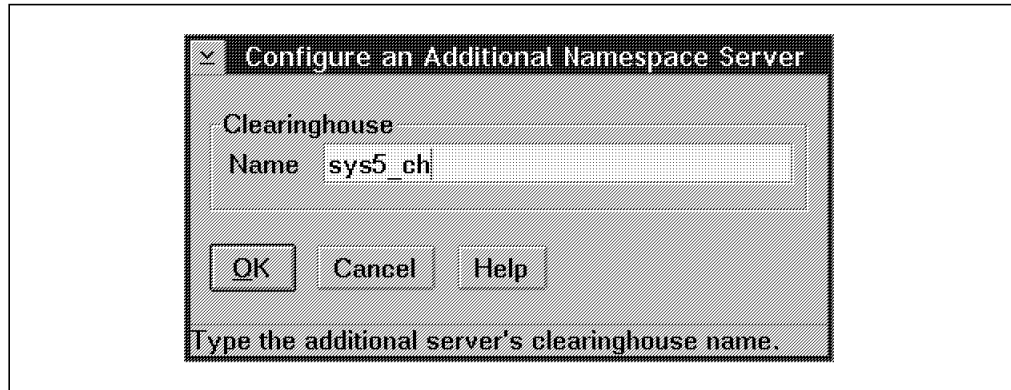 Configure an Additional Namespace Server
Clearinghouse
Name sys5_ch
OK Cancel Help
Type the additional server's clearinghouse name.